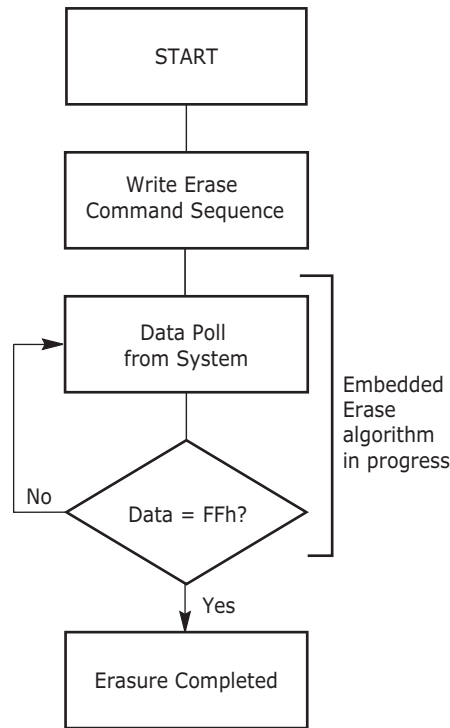 START
Write Erase
Command Sequence
Data Poll
from System
Embedded
Erase
algorithm
in progress
No
Data = FFh?
Yes
Erasure Completed